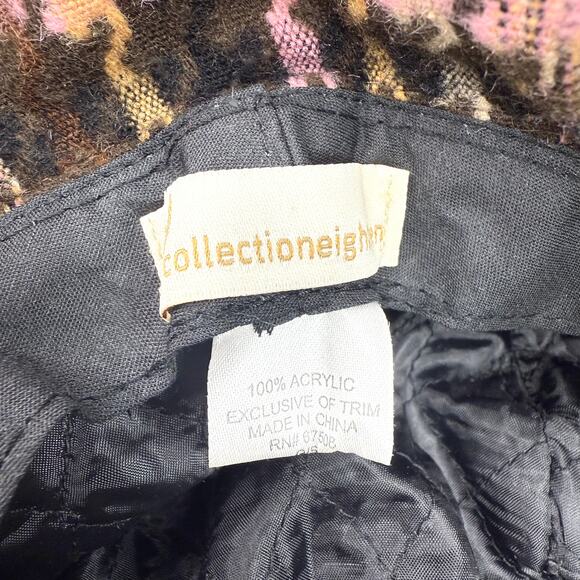 collectioneighteen
100% ACRYLIC
EXCLUSIVE OF TRIM
MADE IN CHINA
RN# 67508